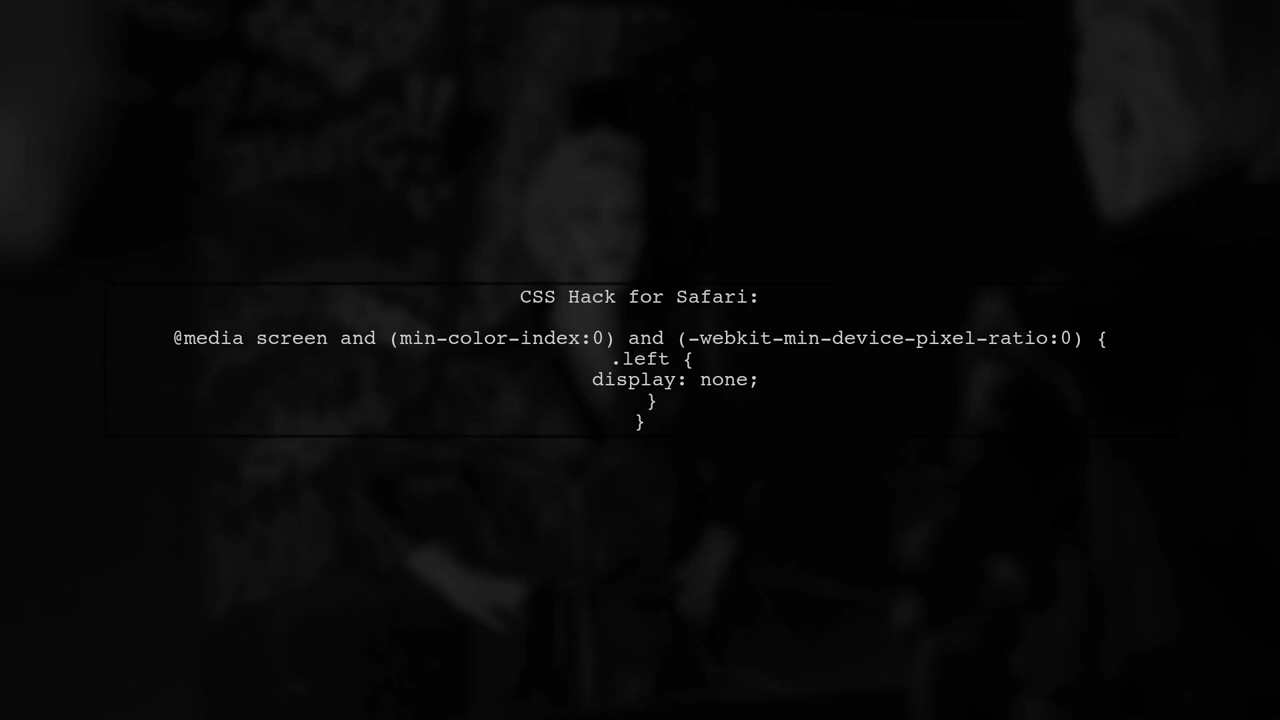 CSS Hack for Safari:
@media screen and (min-color-index:0) and (-webkit-min-device-pixel-ratio:0) {
.left {
display: none;
}
}